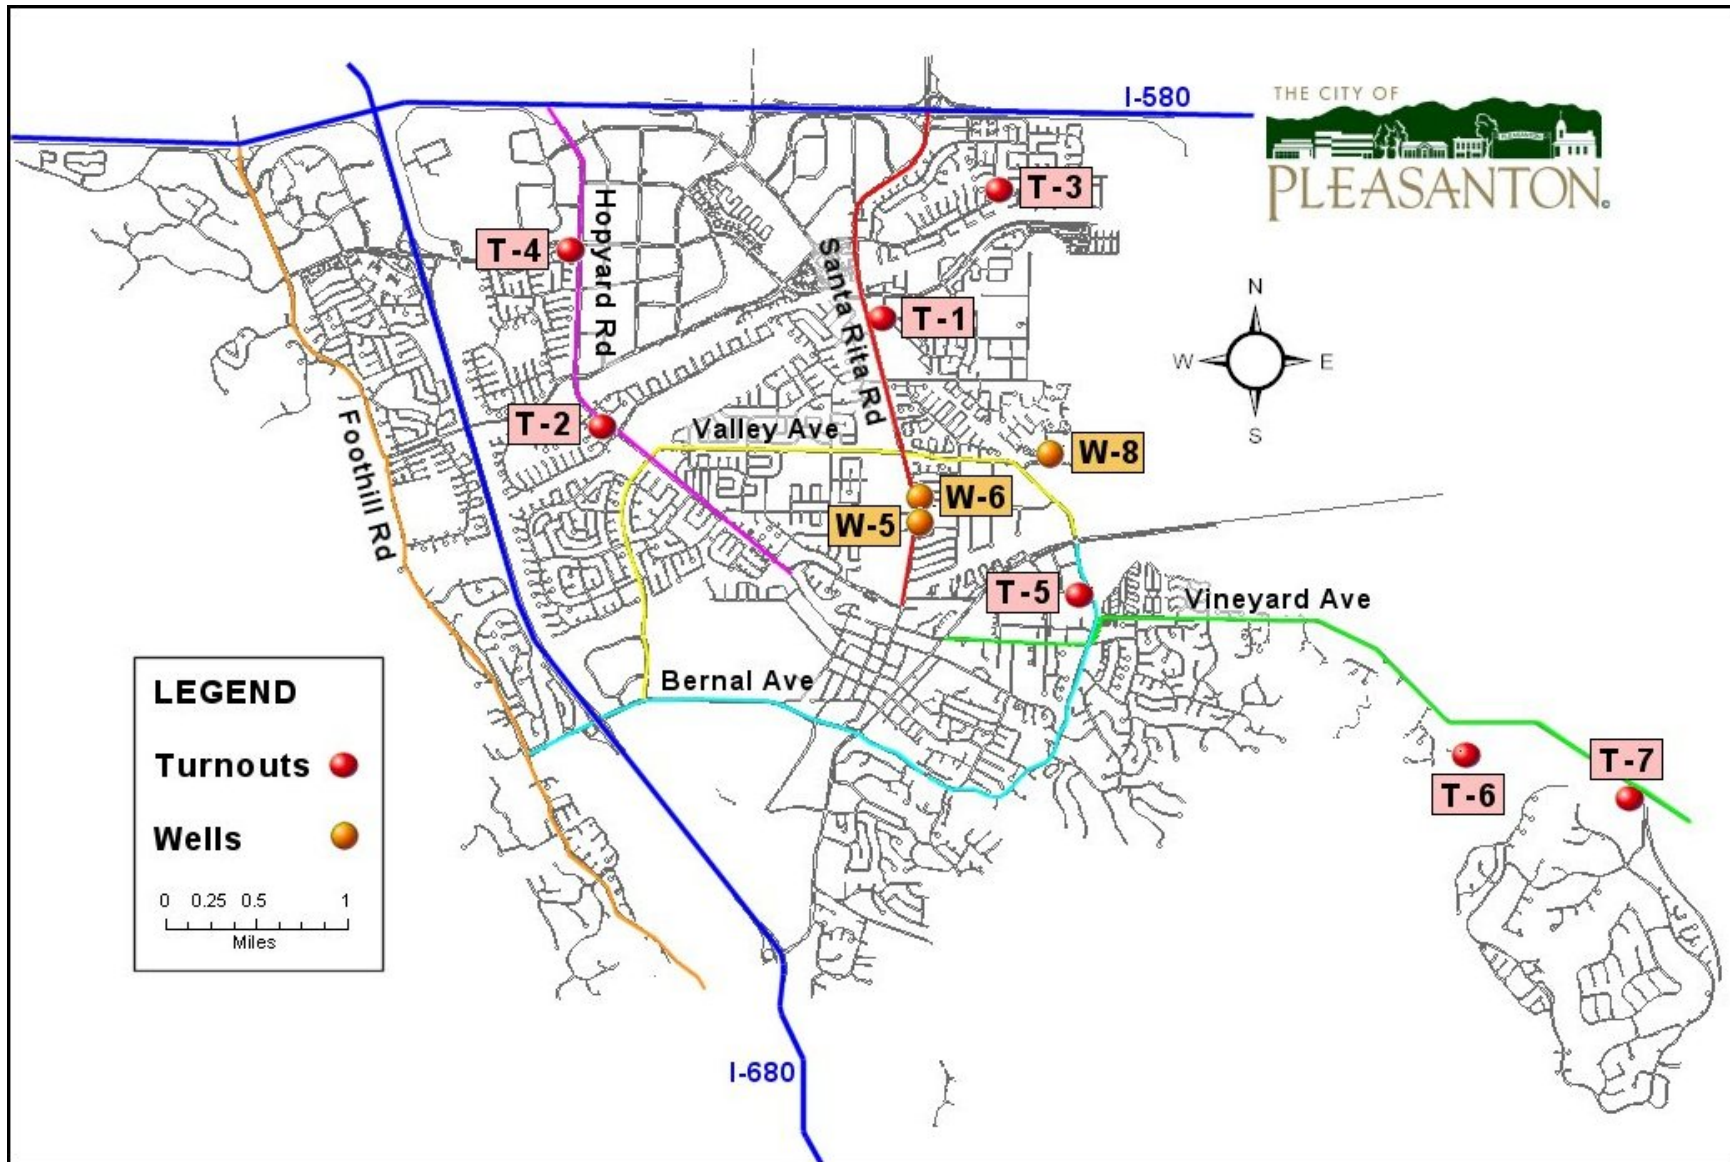 I-580
THE CITY OF
PLEASANTON
T-3
Hopyard Rd
T-4
Santa Rita Rd
T-1
N
W
E
S
T-2
Valley Ave
Foothill Rd
W-8
W-6
W-5
T-5
Vineyard Ave
Bernal Ave
LEGEND
Turnouts
Wells
0 0.25 0.5 1
Miles
T-7
T-6
I-680